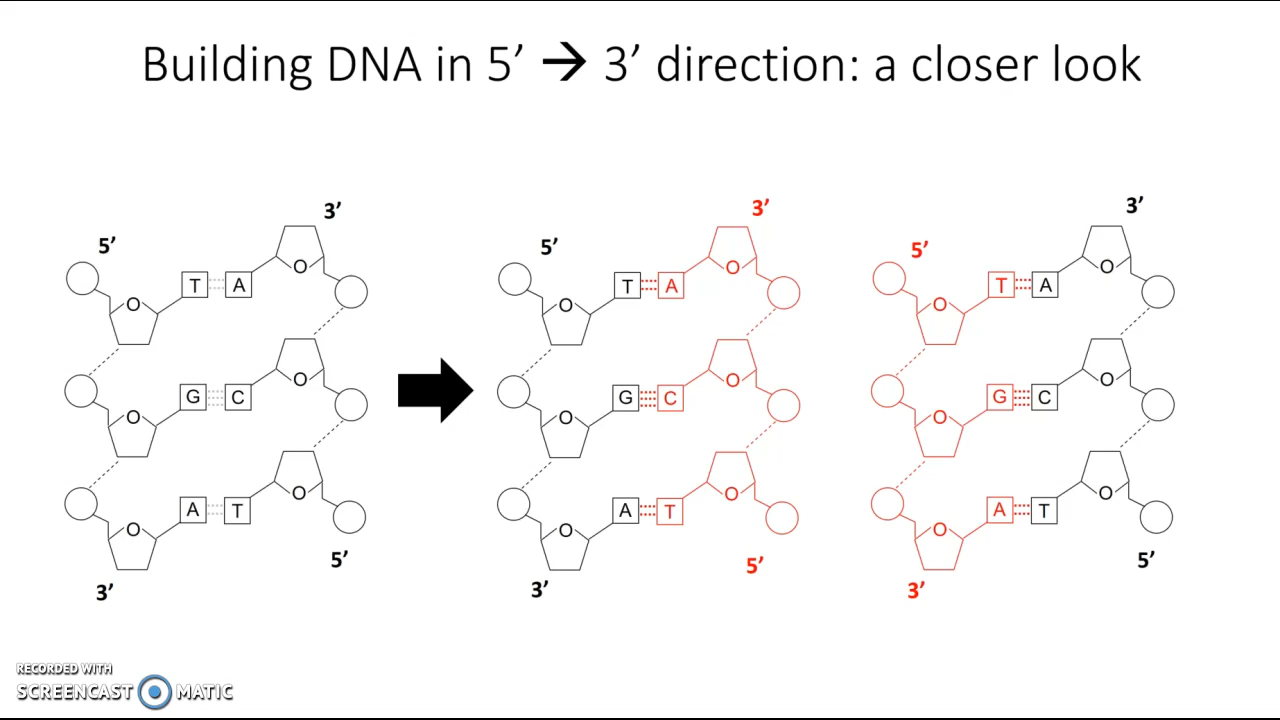 Building DNA in 5’ → 3’ direction: a closer look
3’ 3’ 3’
5’ 5’ 5’
O O O
T A T A T A
O O O
O O O
G C G C G C
O O O
O O O
A T A T A T
O O O
5’ 5’ 5’
3’ 3’ 3’
RECORDED WITH
SCREENCAST MATIC